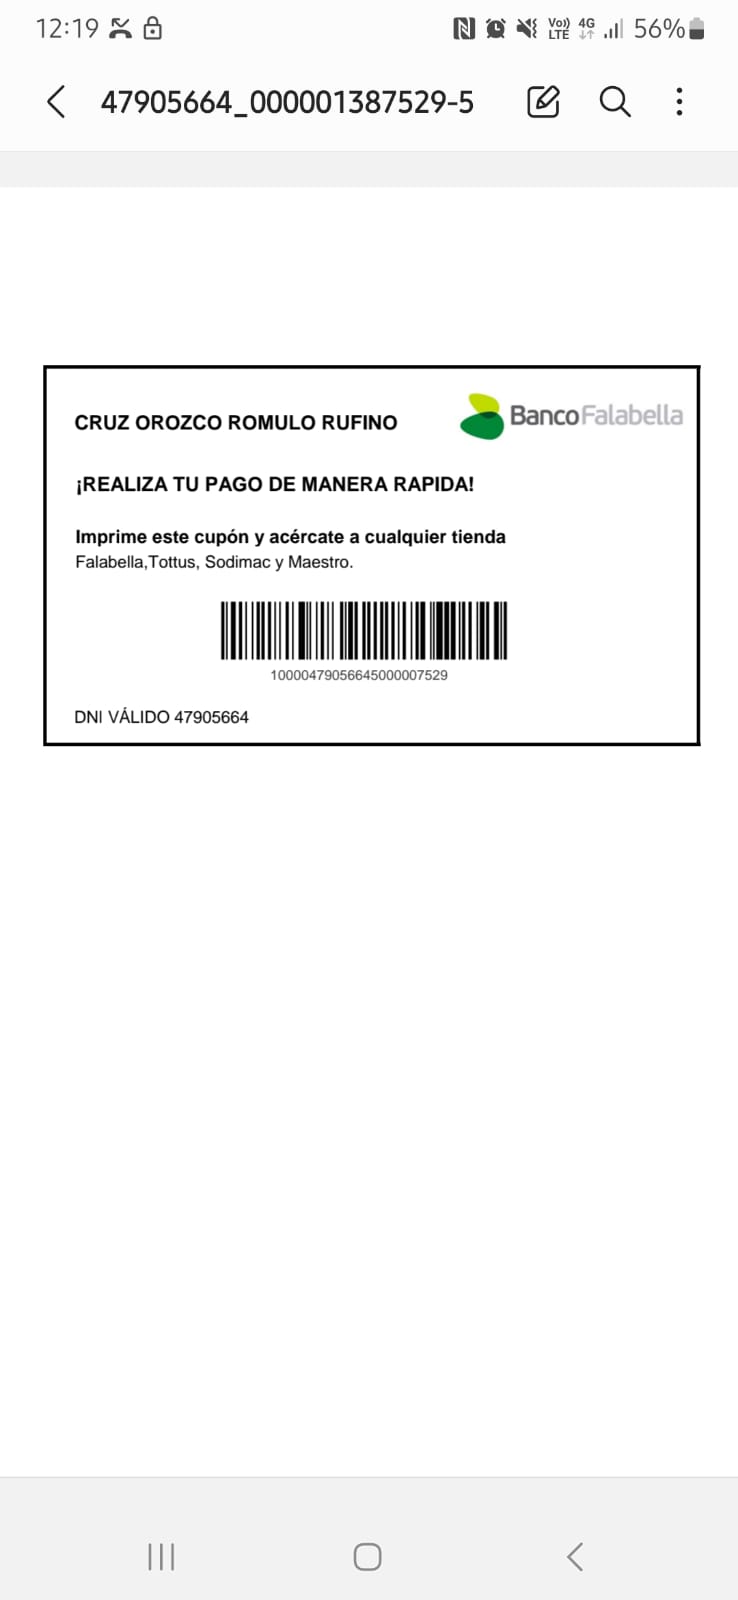 12:19 Vo)) LTE 4G 56%
47905664_000001387529-5
CRUZ OROZCO ROMULO RUFINO
BancoFalabella
¡REALIZA TU PAGO DE MANERA RAPIDA!
Imprime este cupón y acércate a cualquier tienda
Falabella,Tottus, Sodimac y Maestro.
10000479056645000007529
DNI VÁLIDO 47905664